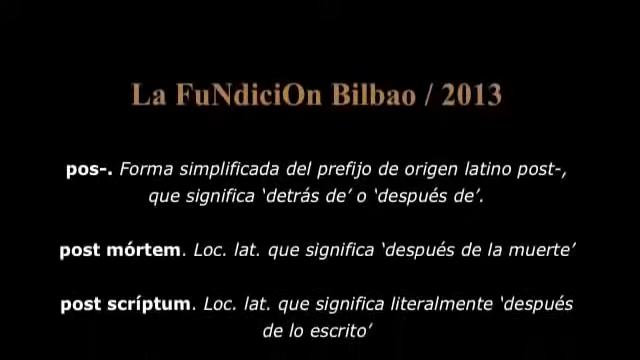 La FuNdiciOn Bilbao / 2013
pos-. Forma simplificada del prefijo de origen latino post-,
que significa ‘detrás de’ o ‘después de’.
post mórtem. Loc. lat. que significa ‘después de la muerte’
post scríptum. Loc. lat. que significa literalmente ‘después
de lo escrito’